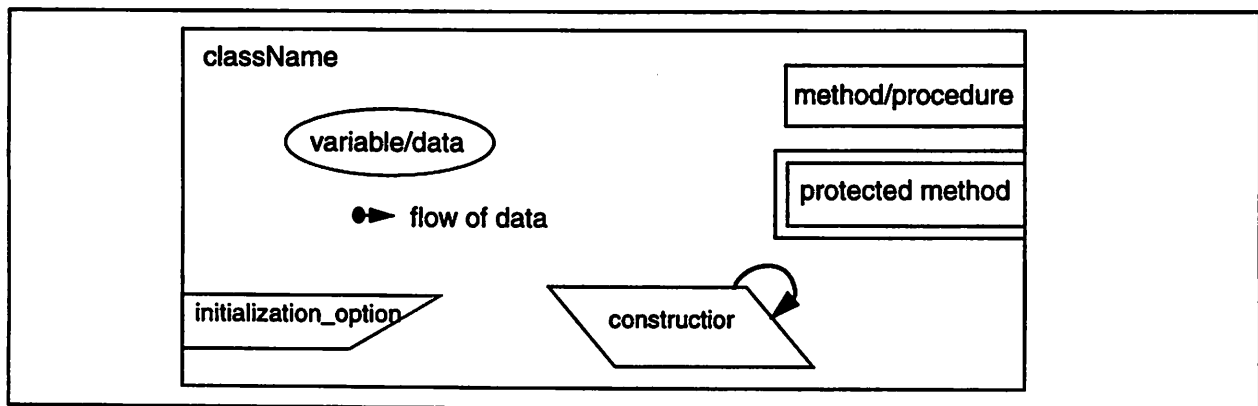 className
method/procedure
variable/data
protected method
flow of data
initialization_option
constructior